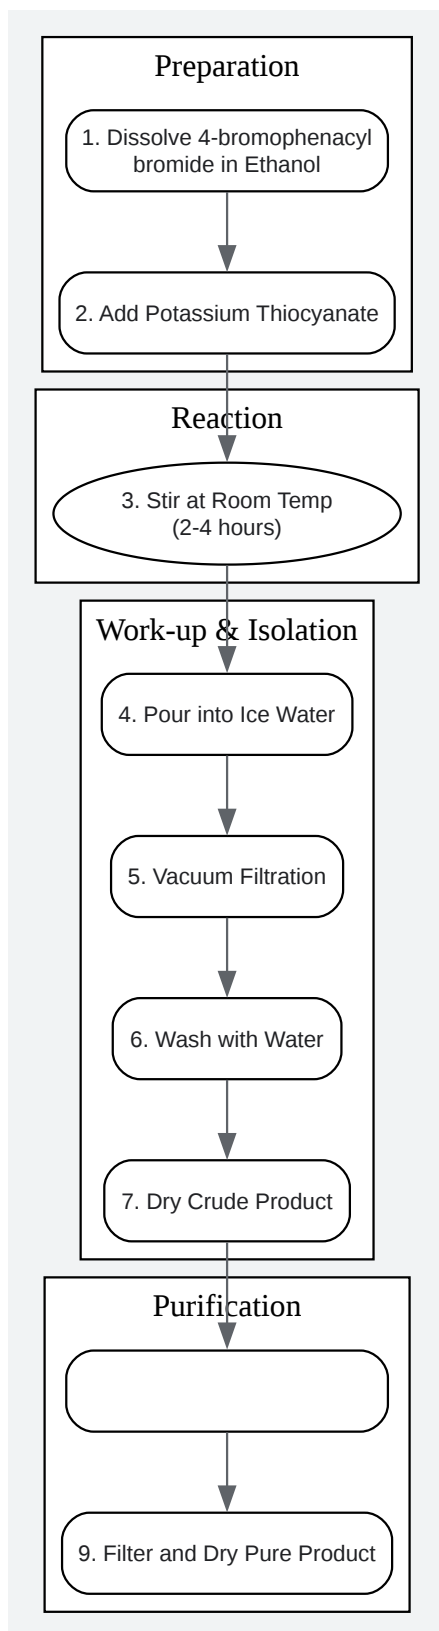 Preparation
1. Dissolve 4-bromophenacyl
bromide in Ethanol
2. Add Potassium Thiocyanate
Reaction
3. Stir at Room Temp
(2-4 hours)
Work-up & Isolation
4. Pour into Ice Water
5. Vacuum Filtration
6. Wash with Water
7. Dry Crude Product
Purification
9. Filter and Dry Pure Product